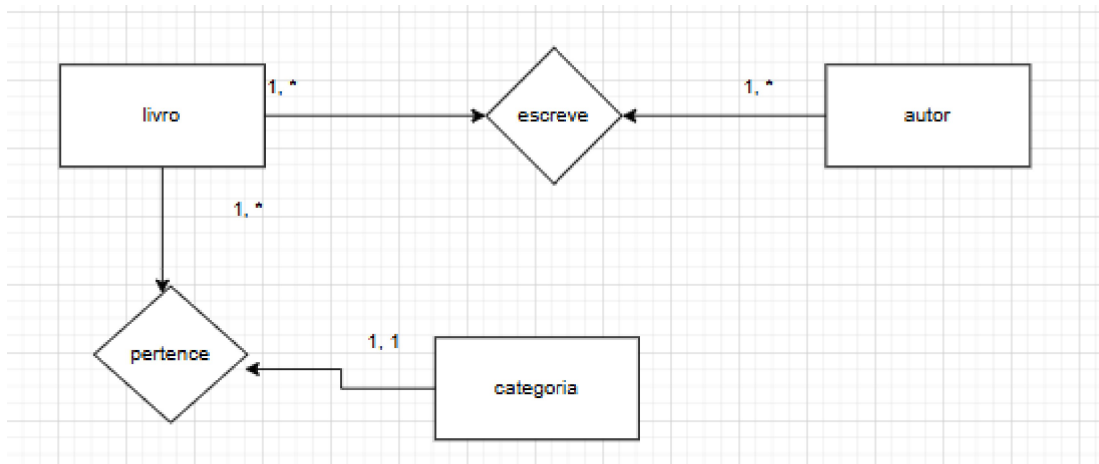 1, *
1, *
livro
escreve
autor
1, *
1, 1
pertence
categoria